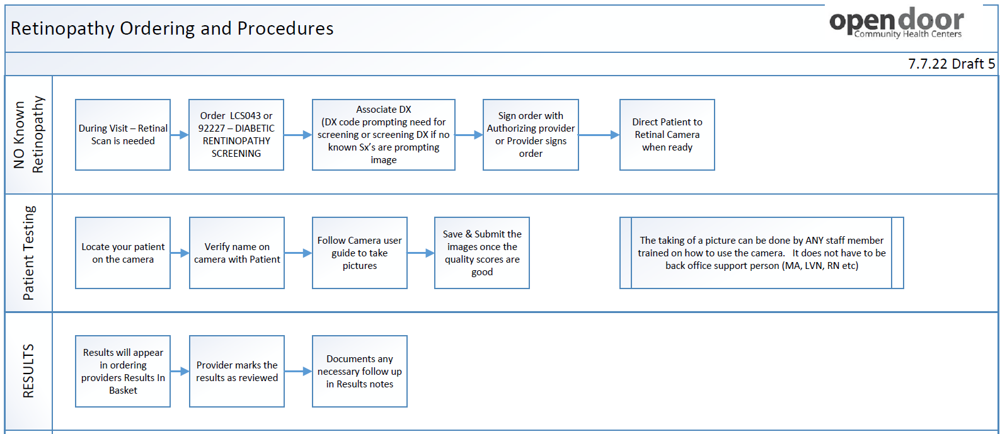 Retinopathy Ordering and Procedures
opendoor
Community Health Centers
7.7.22 Draft 5
NO Known
Retinopathy
During Visit – Retinal
Scan is needed
Order  LCS043 or
92227 – DIABETIC
RENTINOPATHY
SCREENING
Associate DX
(DX code prompting need for
screening or screening DX if no
known Sx’s are prompting
image
Sign order with
Authorizing provider
or Provider signs
order
Direct Patient to
Retinal Camera
when ready
Patient Testing
Locate your patient
on the camera
Verify name on
camera with Patient
Follow Camera user
guide to take
pictures
Save & Submit the
images once the
quality scores are
good
The taking of a picture can be done by ANY staff member
trained on how to use the camera.   It does not have to be
back office support person (MA, LVN, RN etc)
RESULTS
Results will appear
in ordering
providers Results In
Basket
Provider marks the
results as reviewed
Documents any
necessary follow up
in Results notes